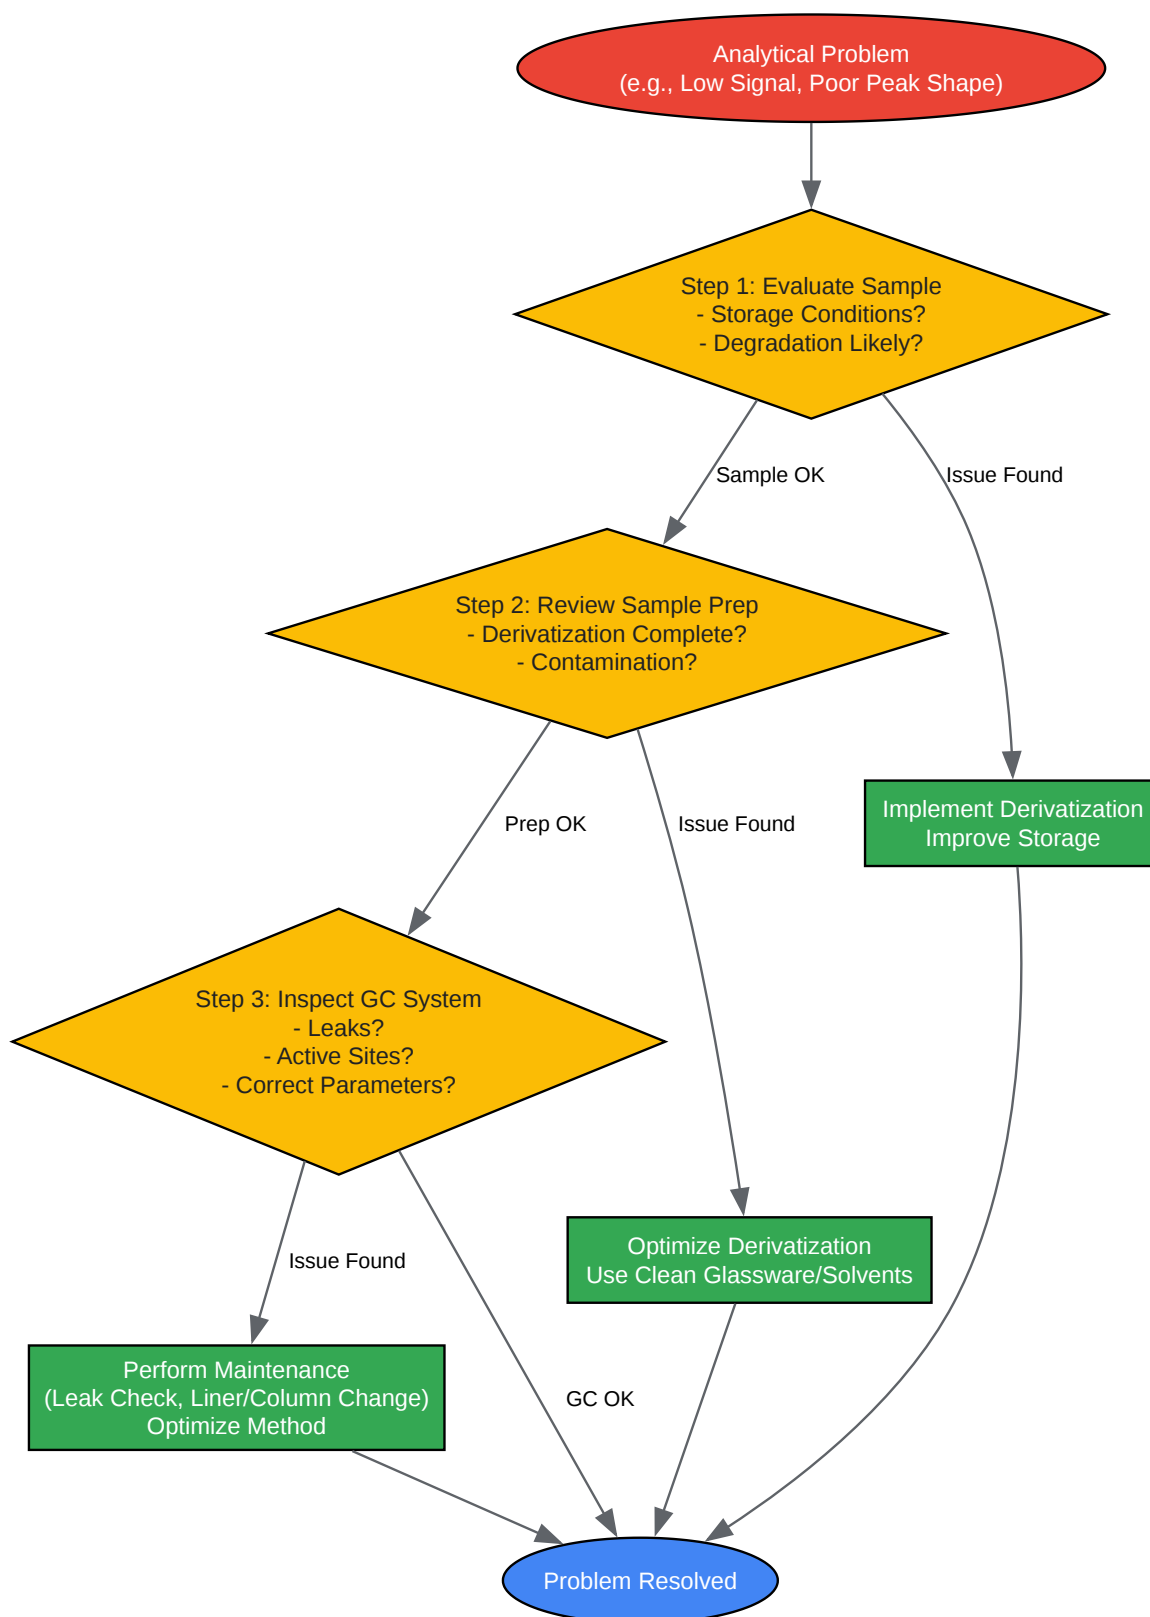 Analytical Problem
(e.g., Low Signal, Poor Peak Shape)
Step 1: Evaluate Sample
- Storage Conditions?
- Degradation Likely?
Sample OK
Issue Found
Step 2: Review Sample Prep
- Derivatization Complete?
- Contamination?
Prep OK
Issue Found
Implement Derivatization
Improve Storage
Step 3: Inspect GC System
- Leaks?
- Active Sites?
- Correct Parameters?
Issue Found
Optimize Derivatization
Use Clean Glassware/Solvents
Perform Maintenance
(Leak Check, Liner/Column Change)
Optimize Method
GC OK
Problem Resolved